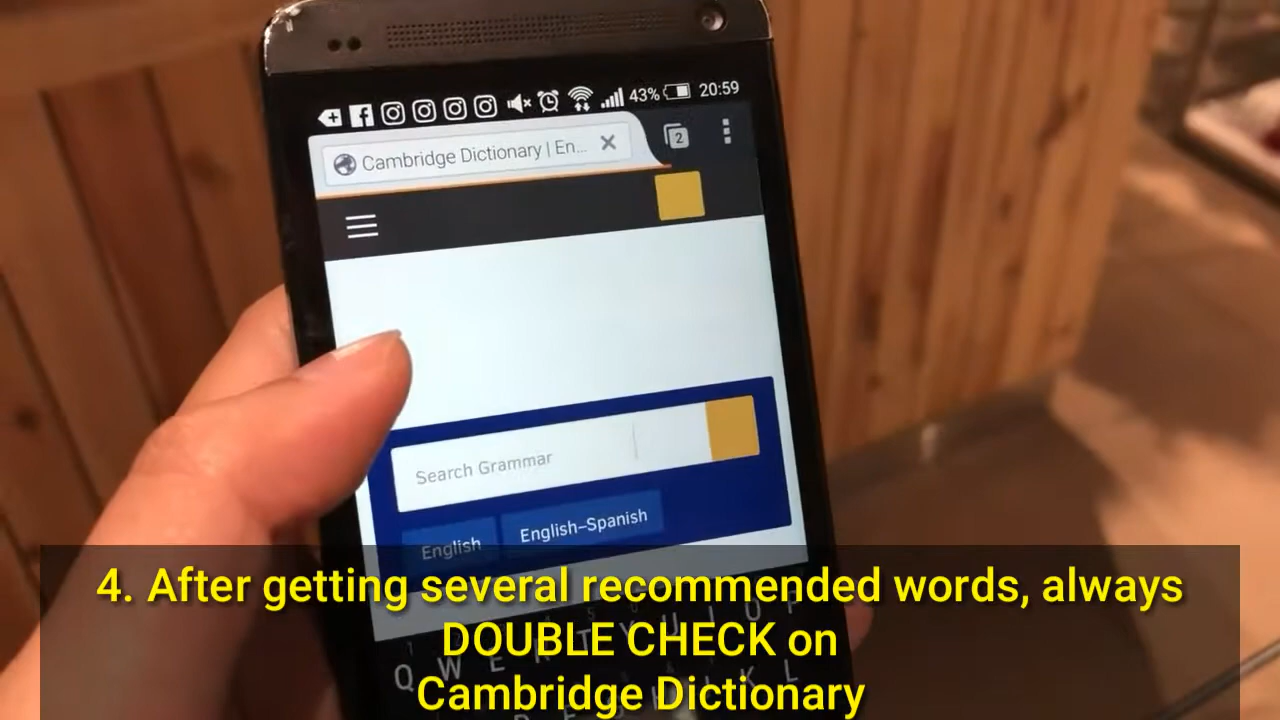 43% 20:59
Cambridge Dictionary | En...
2
Search Grammar
English
English–Spanish
4. After getting several recommended words, always
DOUBLE CHECK on
Cambridge Dictionary
Q W E R T Y U I O P
K L